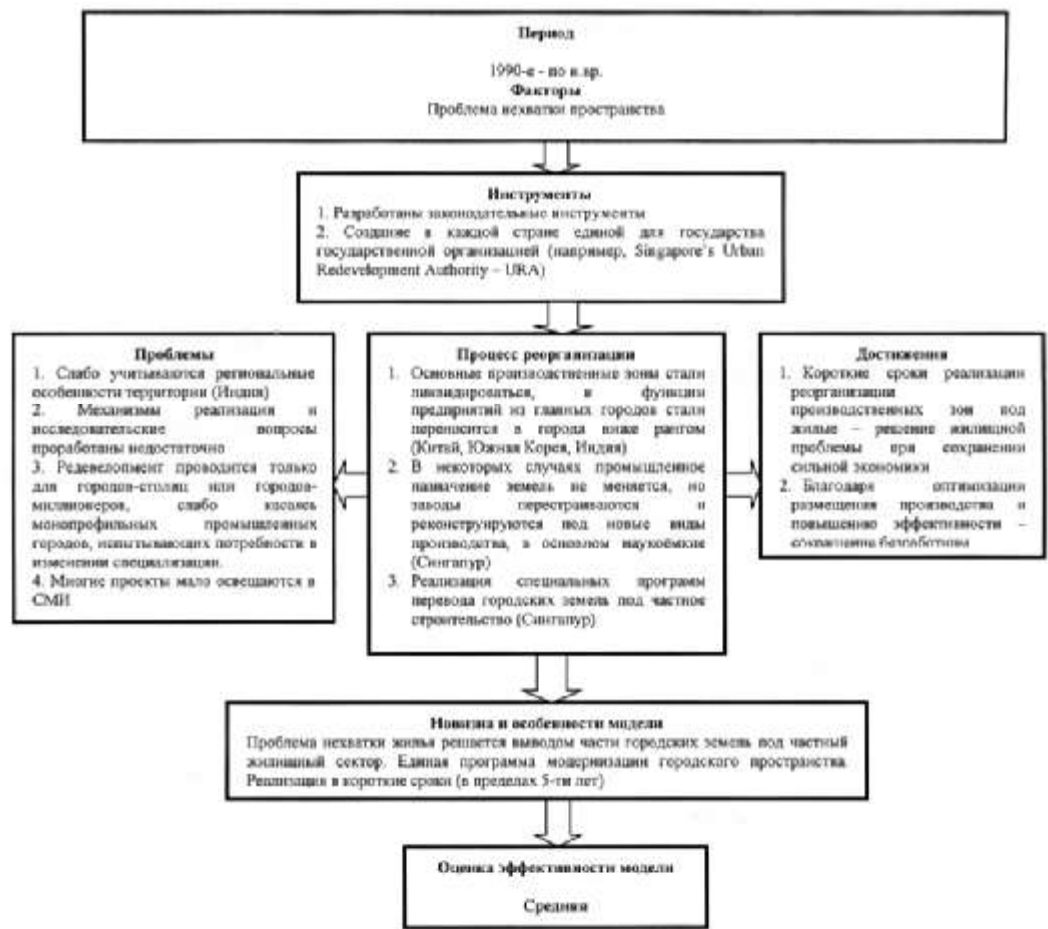 Период
1990-е - по н.вр.
Факторы
Проблема нехватки пространства
Инструменты
1. Разработаны законодательные инструменты
2. Создание в каждой стране единой для государства
государственной организацией (например, Singapore's Urban
Redevelopment Authority – URA)
Проблемы
1. Слабо учитываются региональные
особенности территории (Индия)
2. Механизмы реализации и
исследовательские вопросы
проработаны недостаточно
3. Редевелопмент проводится только
для городов-столиц или городов-
миллионеров, слабо касаясь
монопрофильных промышленных
городов, испытывающих потребности в
изменении специализации.
4. Многие проекты мало освещаются в
СМИ
Процесс реорганизации
1. Основные производственные зоны стали
ликвидироваться, а функции
предприятий из главных городов стали
переносится в города ниже рангом
(Китай, Южная Корея, Индия)
2. В некоторых случаях промышленное
назначение земель не меняется, но
заводы перестраиваются и
реконструируются под новые виды
производства, в основном наукоёмкие
(Сингапур)
3. Реализация специальных программ
перевода городских земель под частное
строительство (Сингапур)
Достижения
1. Короткие сроки реализации
реорганизации
производственных зон под
жилые – решение жилищной
проблемы при сохранении
сильной экономики
2. Благодаря оптимизации
размещения производства и
повышению эффективности –
сокращение безработицы
Новизна и особенности модели
Проблема нехватки жилья решается выводом части городских земель под частный
жилищный сектор. Единая программа модернизации городского пространства.
Реализация в короткие сроки (в пределах 5-ти лет)
Оценка эффективности модели
Средняя